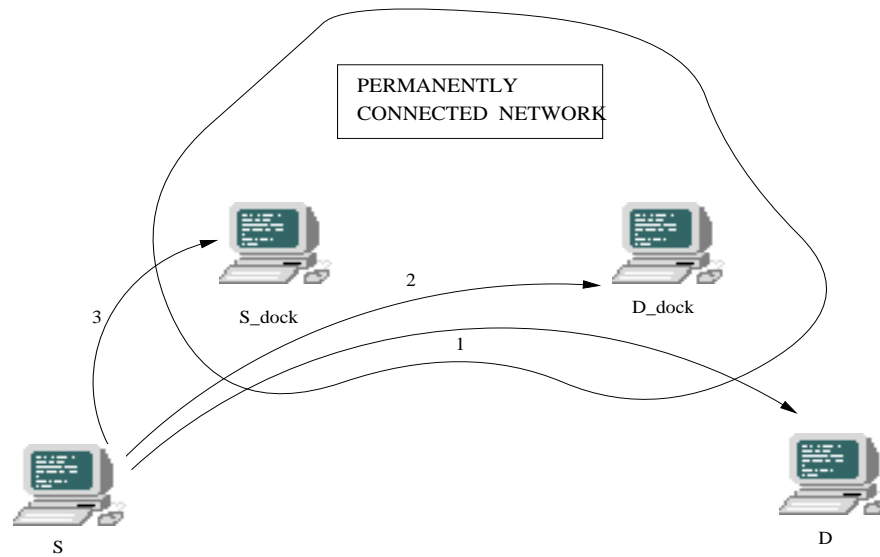 PERMANENTLY
CONNECTED NETWORK
S_dock
2
D_dock
3
1
S
D